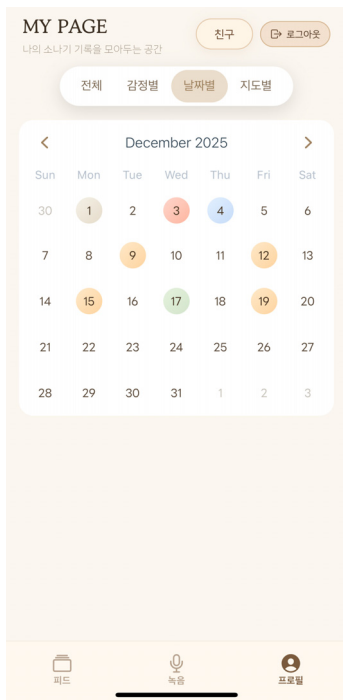 MY PAGE
나의 소나기 기록을 모아두는 공간
친구
로그아웃
전체 감정별 날짜별 지도별
December 2025
Sun Mon Tue Wed Thu Fri Sat
30 1 2 3 4 5 6
7 8 9 10 11 12 13
14 15 16 17 18 19 20
21 22 23 24 25 26 27
28 29 30 31 1 2 3
피드 녹음 프로필